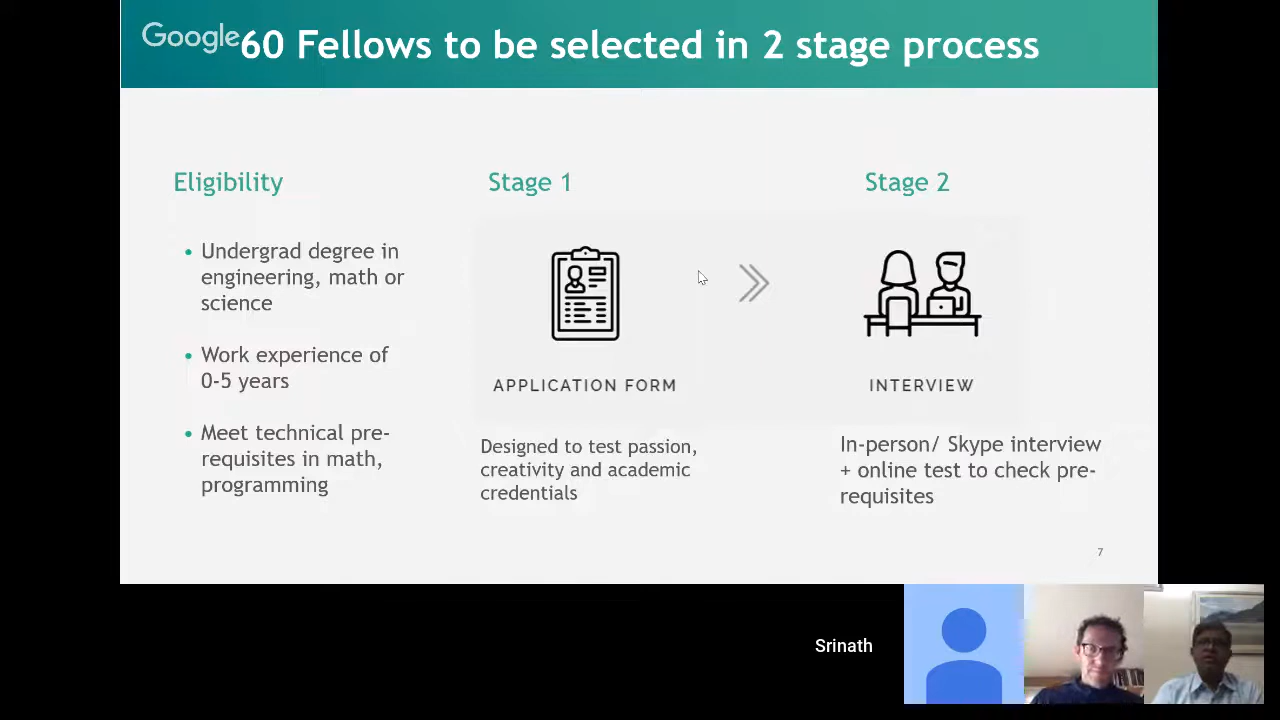 Google
60 Fellows to be selected in 2 stage process
Eligibility
• Undergrad degree in
engineering, math or
science
• Work experience of
0-5 years
• Meet technical pre-
requisites in math,
programming
Stage 1
APPLICATION FORM
Designed to test passion,
creativity and academic
credentials
Stage 2
INTERVIEW
In-person/ Skype interview
+ online test to check pre-
requisites
7
Srinath